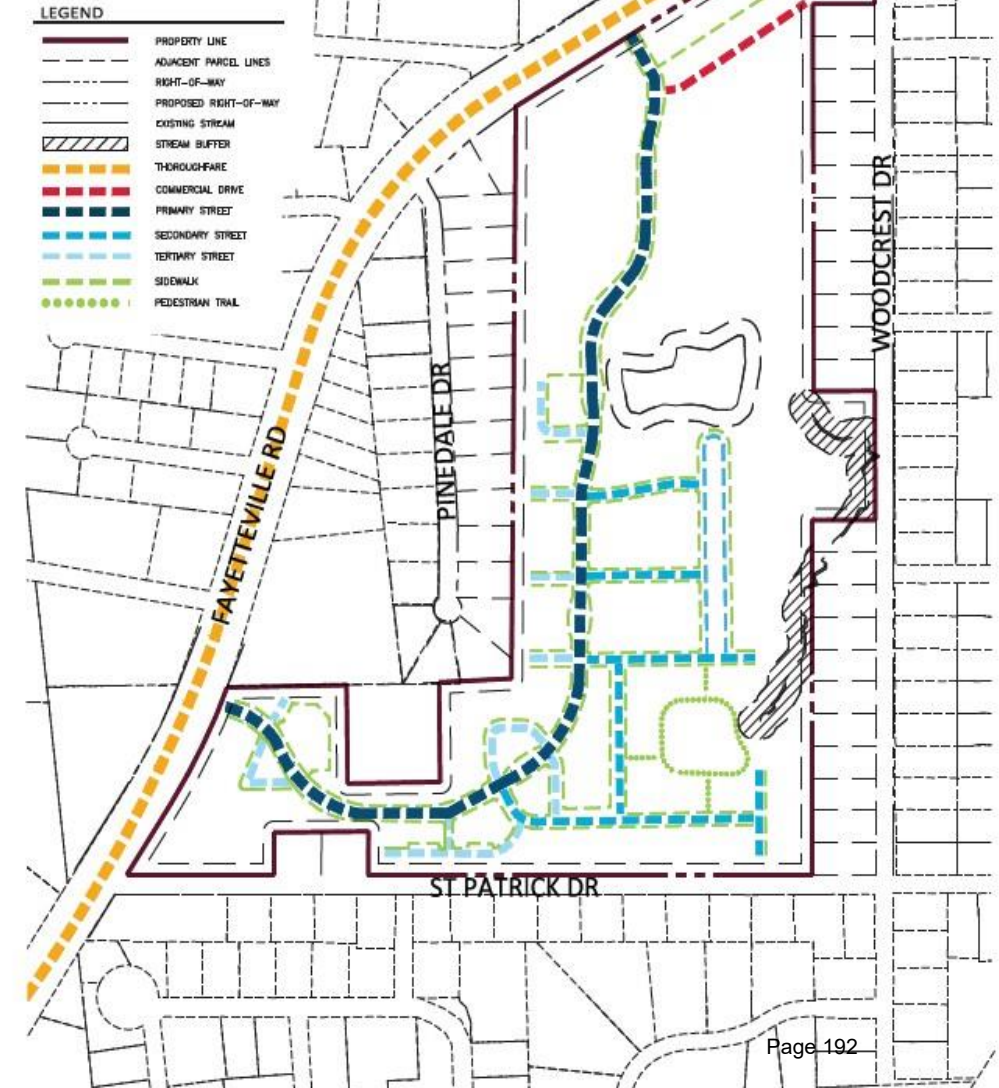 LEGEND
PROPERTY LINE
ADJACENT PARCEL LINES
RIGHT-OF-WAY
PROPOSED RIGHT-OF-WAY
EXISTING STREAM
STREAM BUFFER
THOROUGHFARE
COMMERCIAL DRIVE
PRIMARY STREET
SECONDARY STREET
TERTIARY STREET
SIDEWALK
PEDESTRIAN TRAIL
WOODCREST DR
PINEDALE DR
FAYETTEVILLE RD
ST PATRICK DR
Page 192